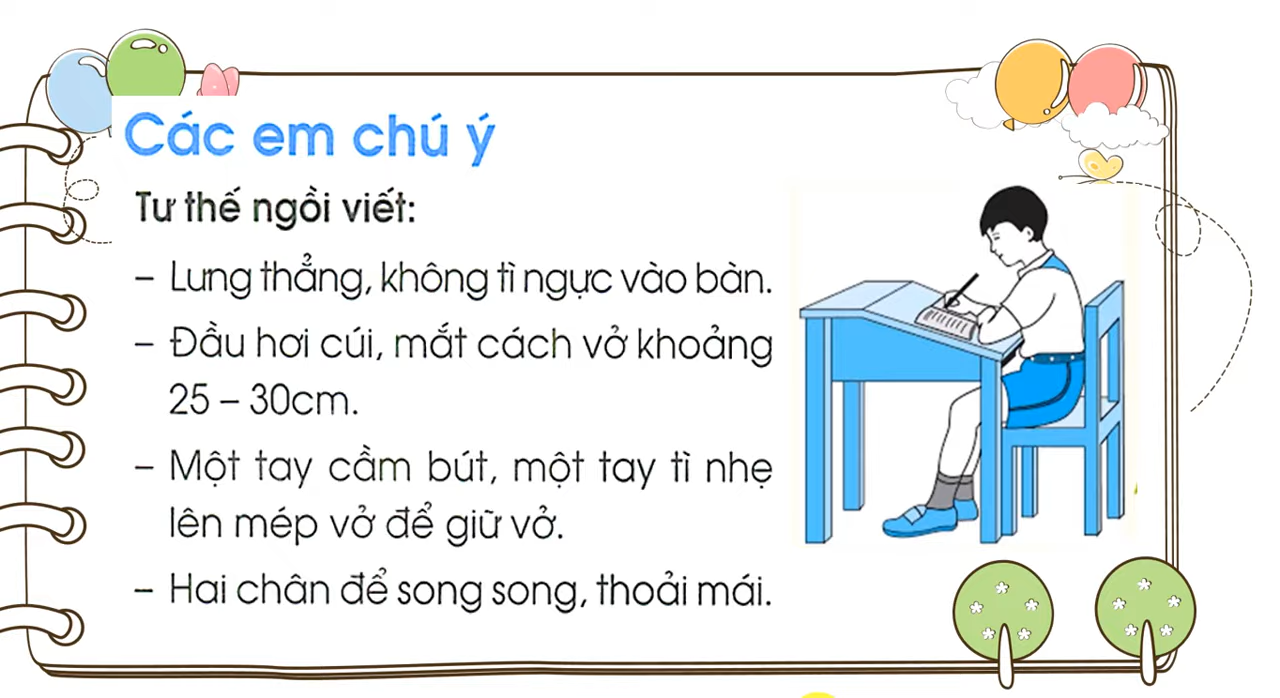 Các em chú ý
Tư thế ngồi viết:
– Lưng thẳng, không tì ngực vào bàn.
– Đầu hơi cúi, mắt cách vở khoảng
25 – 30cm.
– Một tay cầm bút, một tay tì nhẹ
lên mép vở để giữ vở.
– Hai chân để song song, thoải mái.